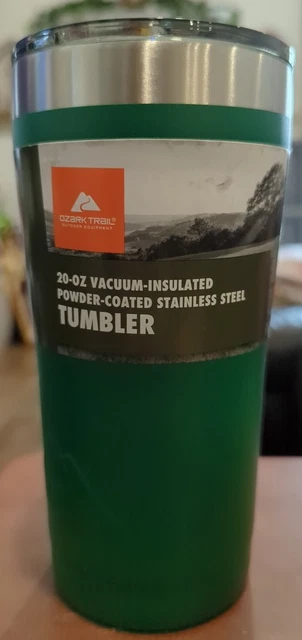 OZARK TRAIL®
OUTDOOR EQUIPMENT
20-OZ VACUUM-INSULATED
POWDER-COATED STAINLESS STEEL
TUMBLER